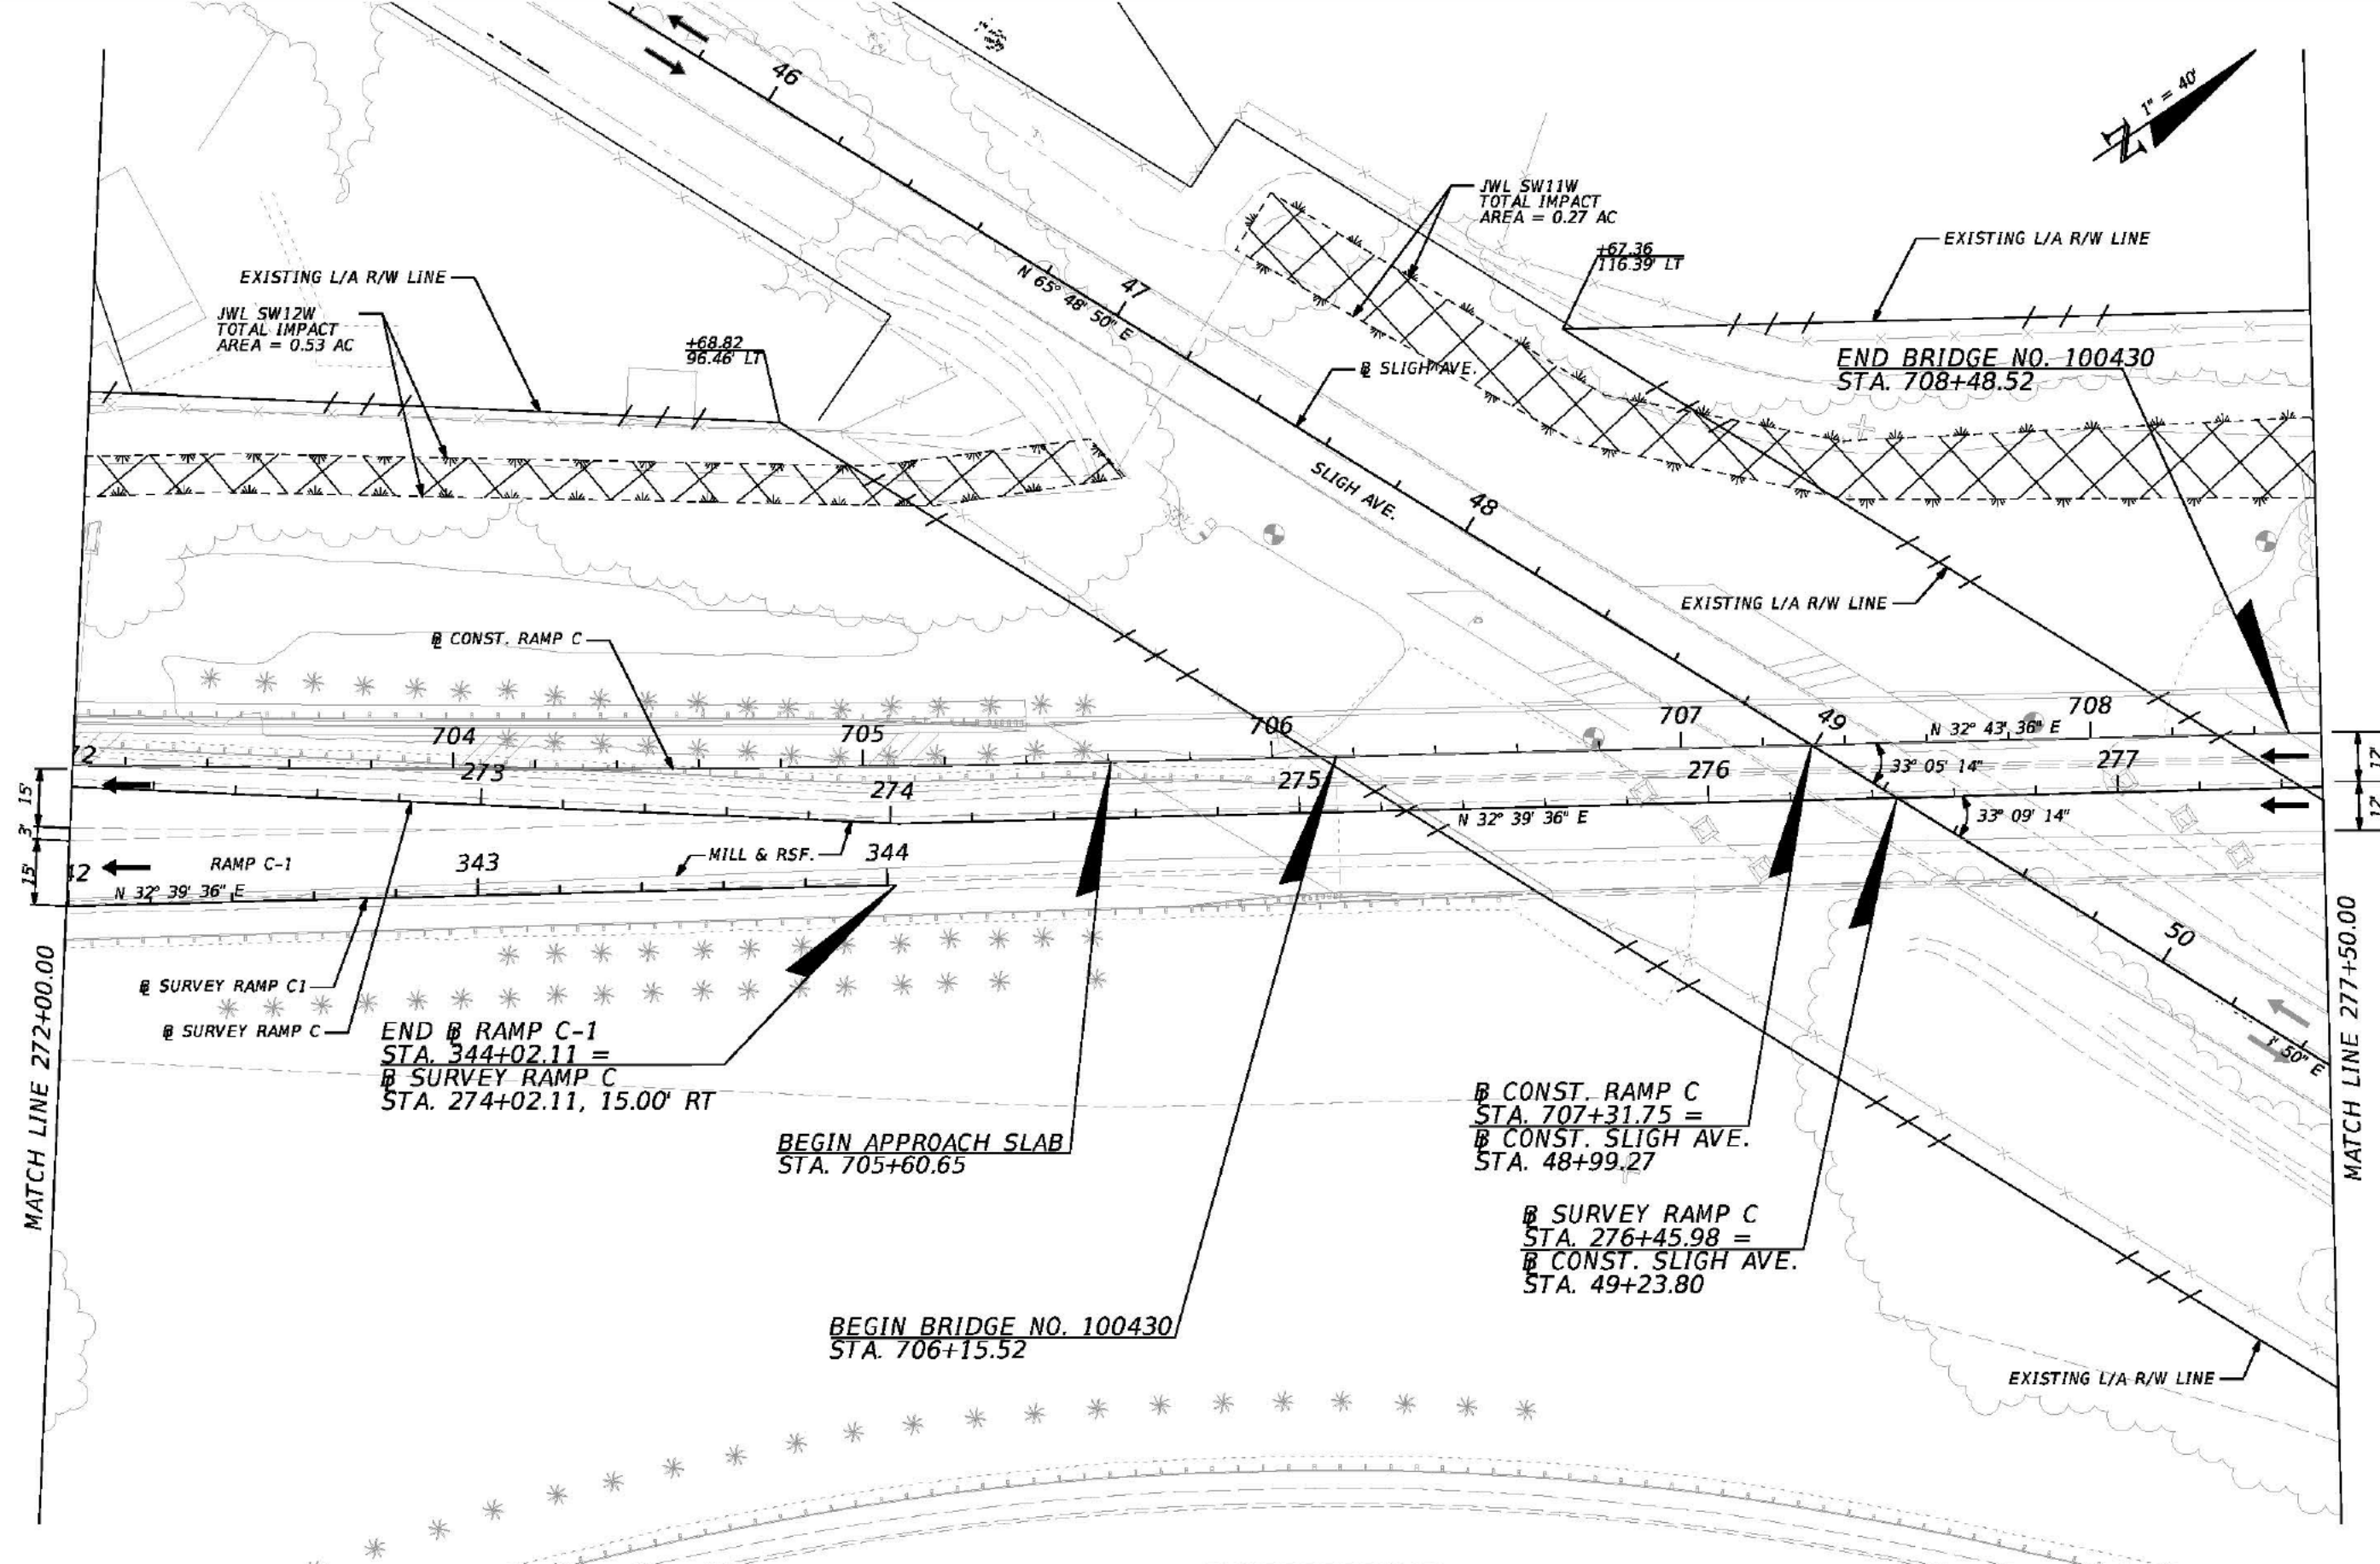 46
1" = 40'
N
JWL SW11W
TOTAL IMPACT
AREA = 0.27 AC
+67.36
116.39' LT
EXISTING L/A R/W LINE
EXISTING L/A R/W LINE
JWL SW12W
TOTAL IMPACT
AREA = 0.53 AC
+68.82
96.46' LT
N 65° 48' 50" E
47
℄ SLIGH AVE.
END BRIDGE NO. 100430
STA. 708+48.52
SLIGH AVE.
48
EXISTING L/A R/W LINE
℄ CONST. RAMP C
704
705
706
707
49
N 32° 43' 36" E
708
72
273
274
275
276
33° 05' 14"
277
12'
12'
15'
3'
15'
N 32° 39' 36" E
33° 09' 14"
42
RAMP C-1
343
MILL & RSF.
344
N 32° 39' 36" E
50
' 50" E
℄ SURVEY RAMP C1
℄ SURVEY RAMP C
END ℄ RAMP C-1
STA. 344+02.11 =
℄ SURVEY RAMP C
STA. 274+02.11, 15.00' RT
BEGIN APPROACH SLAB
STA. 705+60.65
℄ CONST. RAMP C
STA. 707+31.75 =
℄ CONST. SLIGH AVE.
STA. 48+99.27
℄ SURVEY RAMP C
STA. 276+45.98 =
℄ CONST. SLIGH AVE.
STA. 49+23.80
BEGIN BRIDGE NO. 100430
STA. 706+15.52
EXISTING L/A R/W LINE
MATCH LINE 272+00.00
MATCH LINE 277+50.00